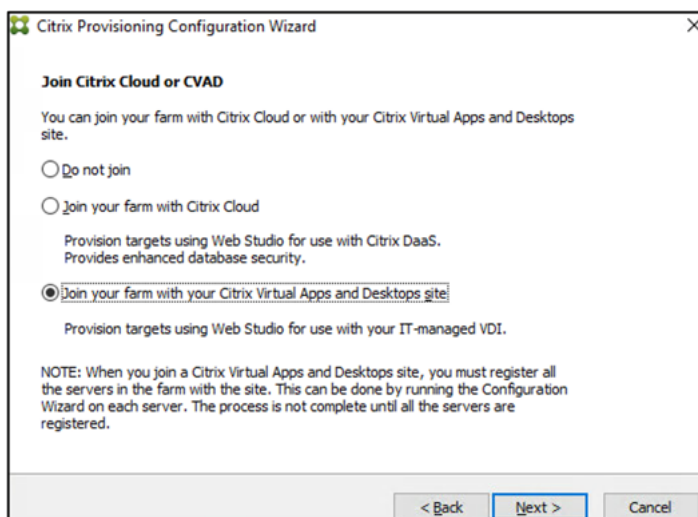 Citrix Provisioning Configuration Wizard
Join Citrix Cloud or CVAD
You can join your farm with Citrix Cloud or with your Citrix Virtual Apps and Desktops
site.
Do not join
Join your farm with Citrix Cloud
Provision targets using Web Studio for use with Citrix DaaS.
Provides enhanced database security.
Join your farm with your Citrix Virtual Apps and Desktops site
Provision targets using Web Studio for use with your IT-managed VDI.
NOTE: When you join a Citrix Virtual Apps and Desktops site, you must register all
the servers in the farm with the site. This can be done by running the Configuration
Wizard on each server. The process is not complete until all the servers are
registered.
< Back Next > Cancel